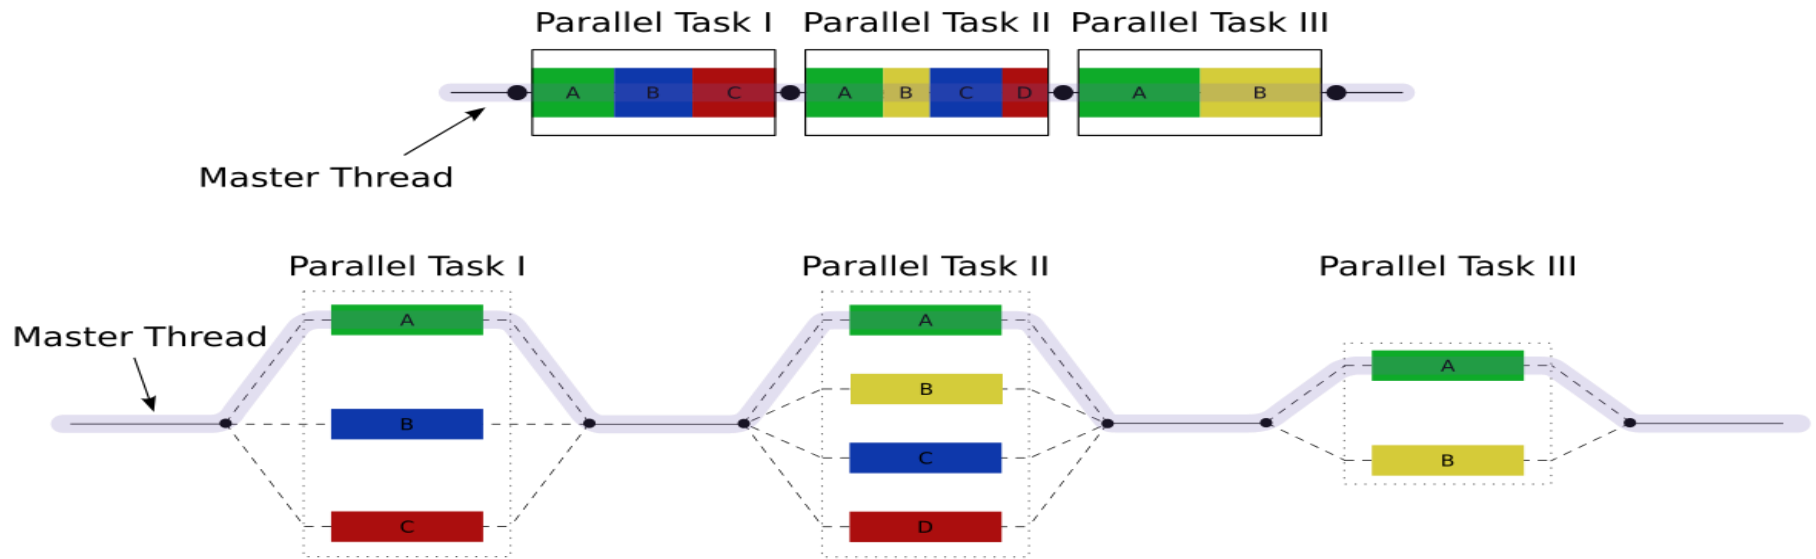 Parallel Task I Parallel Task II Parallel Task III
A B C A B C D A B
Master Thread
Parallel Task I Parallel Task II Parallel Task III
Master Thread
A A A
B B
B C B
C D